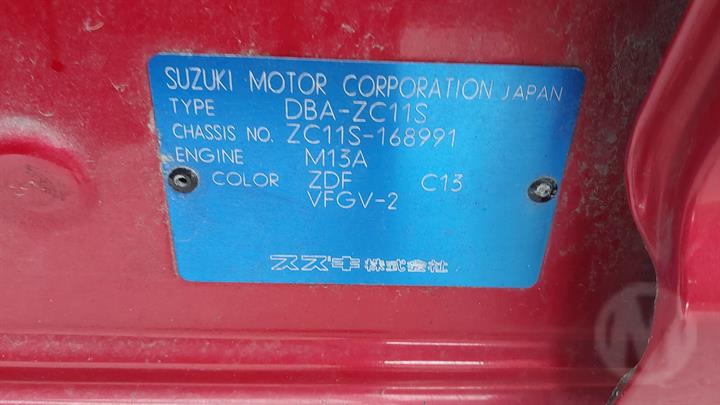 SUZUKI MOTOR CORPORATION JAPAN
TYPE DBA-ZC11S
CHASSIS NO. ZC11S-168991
ENGINE M13A
COLOR ZDF C13
VFGV-2
スズキ株式会社